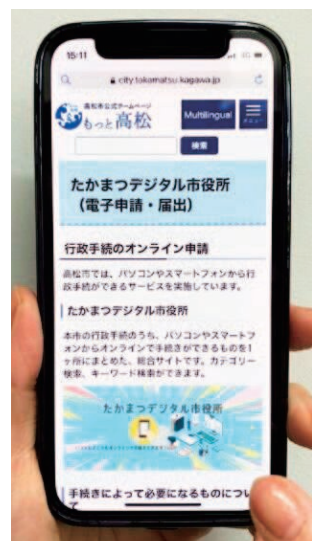 15:11
city.takamatsu.kagawa.jp
高松市公式ホームページ
もっと高松
Multilingual
メニュー
検索
たかまつデジタル市役所
（電子申請・届出）
行政手続のオンライン申請
高松市では、パソコンやスマートフォンから行
政手続ができるサービスを実施しています。
たかまつデジタル市役所
本市の行政手続のうち、パソコンやスマートフ
ォンからオンラインで手続きができるものを1
ヶ所にまとめた、総合サイトです。カテゴリー
検索、キーワード検索ができます。
たかまつデジタル市役所
手続きによって必要になるものについ
て